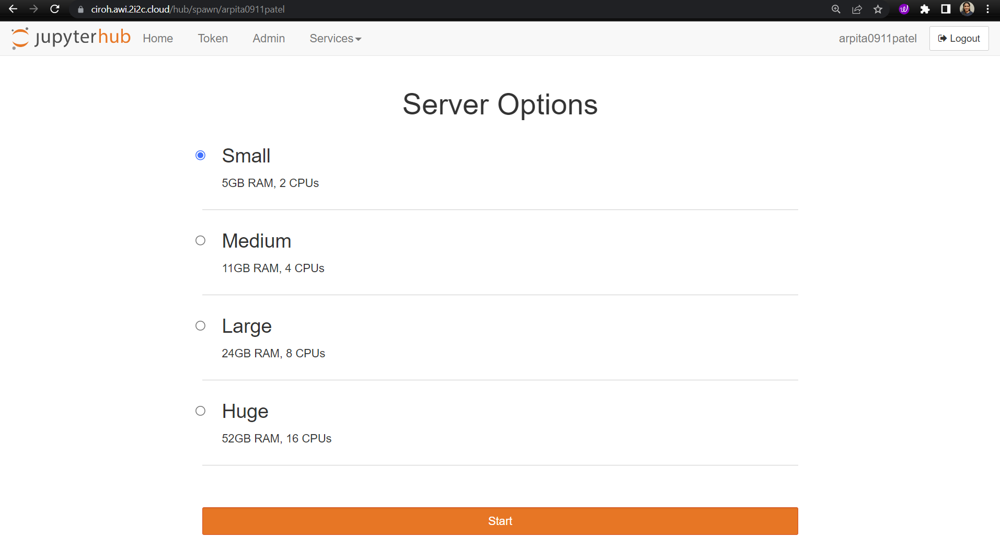 ciroh.awi.2i2c.cloud/hub/spawn/arpita0911patel
jupyterhub Home Token Admin Services arpita0911patel Logout
Server Options
Small
5GB RAM, 2 CPUs
Medium
11GB RAM, 4 CPUs
Large
24GB RAM, 8 CPUs
Huge
52GB RAM, 16 CPUs
Start